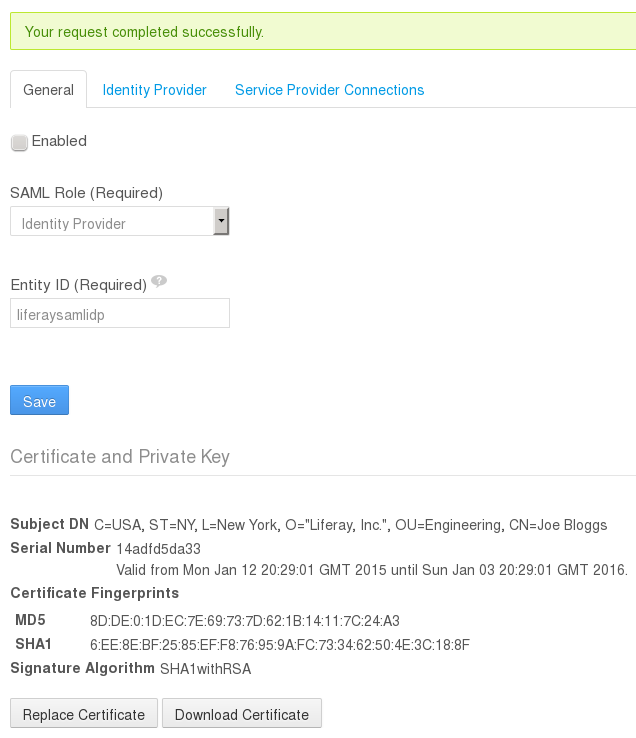 Your request completed successfully.
General Identity Provider Service Provider Connections
Enabled
SAML Role (Required)
Identity Provider
Entity ID (Required) ?
liferaysamlidp
Save
Certificate and Private Key
Subject DN C=USA, ST=NY, L=New York, O="Liferay, Inc.", OU=Engineering, CN=Joe Bloggs
Serial Number 14adfd5da33
Valid from Mon Jan 12 20:29:01 GMT 2015 until Sun Jan 03 20:29:01 GMT 2016.
Certificate Fingerprints
MD5 8D:DE:0:1D:EC:7E:69:73:7D:62:1B:14:11:7C:24:A3
SHA1 6:EE:8E:BF:25:85:EF:F8:76:95:9A:FC:73:34:62:50:4E:3C:18:8F
Signature Algorithm SHA1withRSA
Replace Certificate Download Certificate